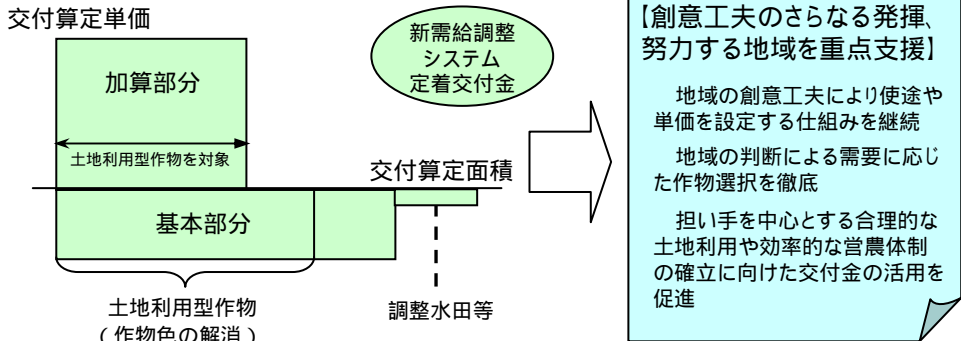 交付算定単価
加算部分
土地利用型作物を対象
新需給調整
システム
定着交付金
交付算定面積
基本部分
土地利用型作物
(作物色の解消)
調整水田等
【創意工夫のさらなる発揮、
努力する地域を重点支援】
地域の創意工夫により使途や
単価を設定する仕組みを継続
地域の判断による需要に応じ
た作物選択を徹底
担い手を中心とする合理的な
土地利用や効率的な営農体制
の確立に向けた交付金の活用を
促進